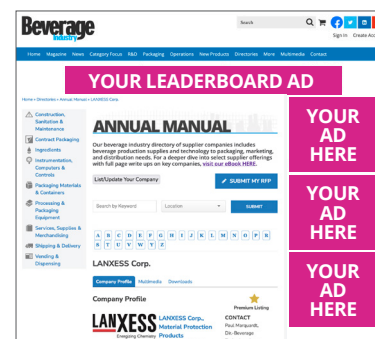 Beverage
industry
Search
Sign In Create Acc
Home Magazine News Category Focus R&D Packaging Operations New Products Directories More Multimedia Contact
YOUR LEADERBOARD AD
Home » Directories » Annual Manual » LANXESS Corp.
Construction,
Sanitation &
Maintenance
Contract Packaging
Ingredients
Instrumentation,
Computers &
Controls
Packaging Materials
& Containers
Processing &
Packaging
Equipment
Services, Supplies &
Merchandising
Shipping & Delivery
Vending &
Dispensing
ANNUAL MANUAL
Our beverage industry directory of supplier companies includes
beverage production supplies and technology to packaging, marketing,
and distribution needs. For a deeper dive into select supplier offerings
with full page write ups on key companies, visit our eBook HERE.
List/Update Your Company
SUBMIT MY RFP
Search by Keyword Location SUBMIT
A B C D E F G H I J K L M N O P R
S T U V W Y Z
LANXESS Corp.
Company Profile Multimedia Downloads
Company Profile
Premium Listing
LANXESS
Energizing Chemistry
LANXESS Corp.,
Material Protection
Products
CONTACT
Paul Marquardt,
Dir.-Beverage
YOUR
AD
HERE
YOUR
AD
HERE
YOUR
AD
HERE